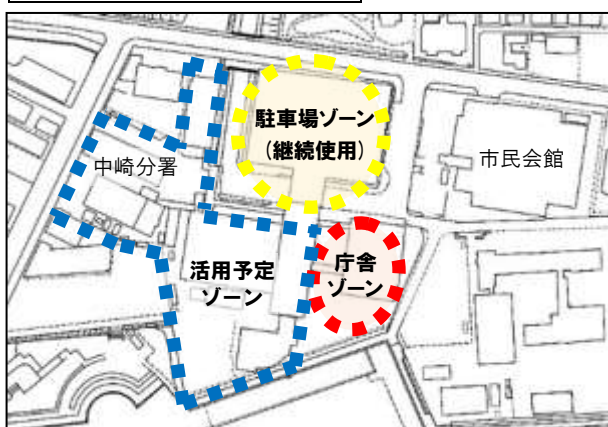 駐車場ゾーン
（継続使用）
中崎分署
市民会館
活用予定
ゾーン
庁舎
ゾーン